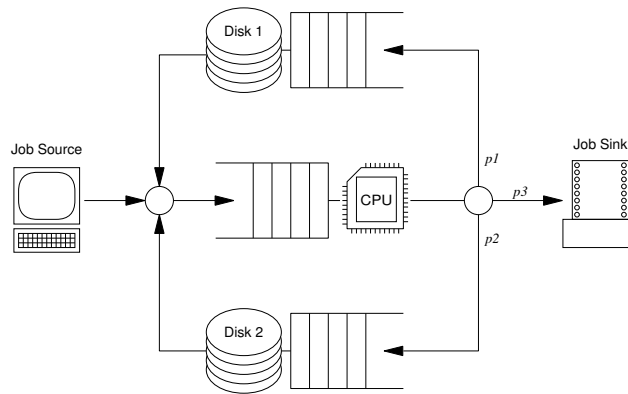 Disk 1
Job Source
Job Sink
p1
p3
CPU
p2
Disk 2